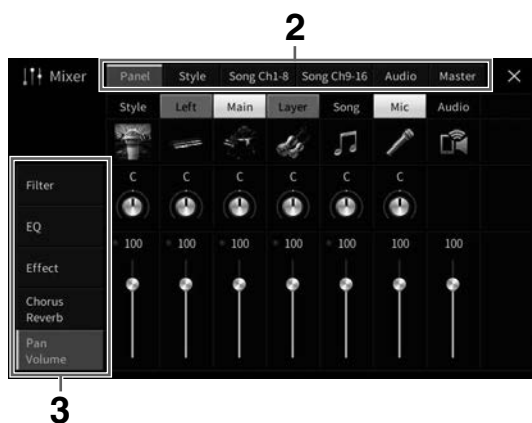 2
Mixer Panel Style Song Ch1-8 Song Ch9-16 Audio Master ×
Style Left Main Layer Song Mic Audio
C C C C C C
100 100 100 100 100 100 100
Filter
EQ
Effect
Chorus
Reverb
Pan
Volume
3